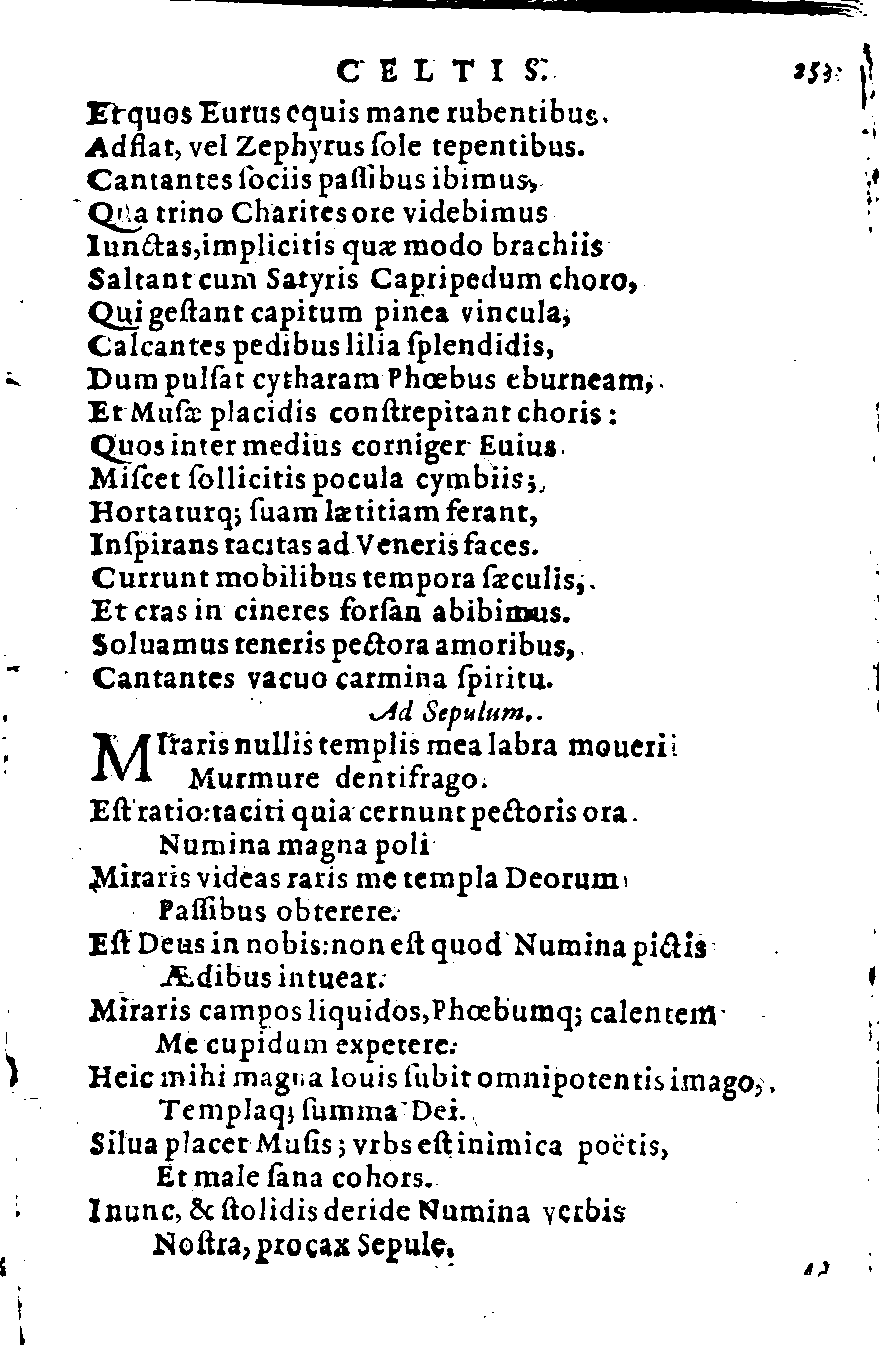 CELTIS. 253
Et quos Eurus equis mane rubentibus.
Adflat, vel Zephyrus ſole tepentibus.
Cantantes ſociis paſſibus ibimus,
Qua trino Charites ore videbimus
Iunctas, implicitis quæ modo brachiis
Saltant cum Satyris Capripedum choro,
Qui geſtant capitum pinea vincula,
Calcantes pedibus lilia ſplendidis,
Dum pulſat cytharam Phœbus eburneam,
Et Muſæ placidis conſtrepitant choris:
Quos inter medius corniger Euius
Miſcet ſollicitis pocula cymbiis;
Hortaturq; ſuam lætitiam ferant,
Inſpirans tacitas ad Veneris faces.
Currunt mobilibus tempora ſæculis,
Et cras in cineres forſan abibimus.
Soluamus teneris pectora amoribus,
Cantantes vacuo carmina ſpiritu.
Ad Sepulum.
MIraris nullis templis mea labra moueri
Murmure dentifrago.
Eſt ratio: taciti quia cernunt pectoris ora
Numina magna poli
Miraris videas raris me templa Deorum
Paſſibus obterere.
Eſt Deus in nobis: non eſt quod Numina pictis
Ædibus intuear.
Miraris campos liquidos, Phœbumq; calentem
Me cupidum expetere.
Heic mihi magna Iouis ſubit omnipotentis imago,
Templaq; ſumma Dei.
Silua placet Muſis; vrbs eſt inimica poëtis,
Et male ſana cohors.
I nunc, & ſtolidis deride Numina verbis
Noſtra, procax Sepule.